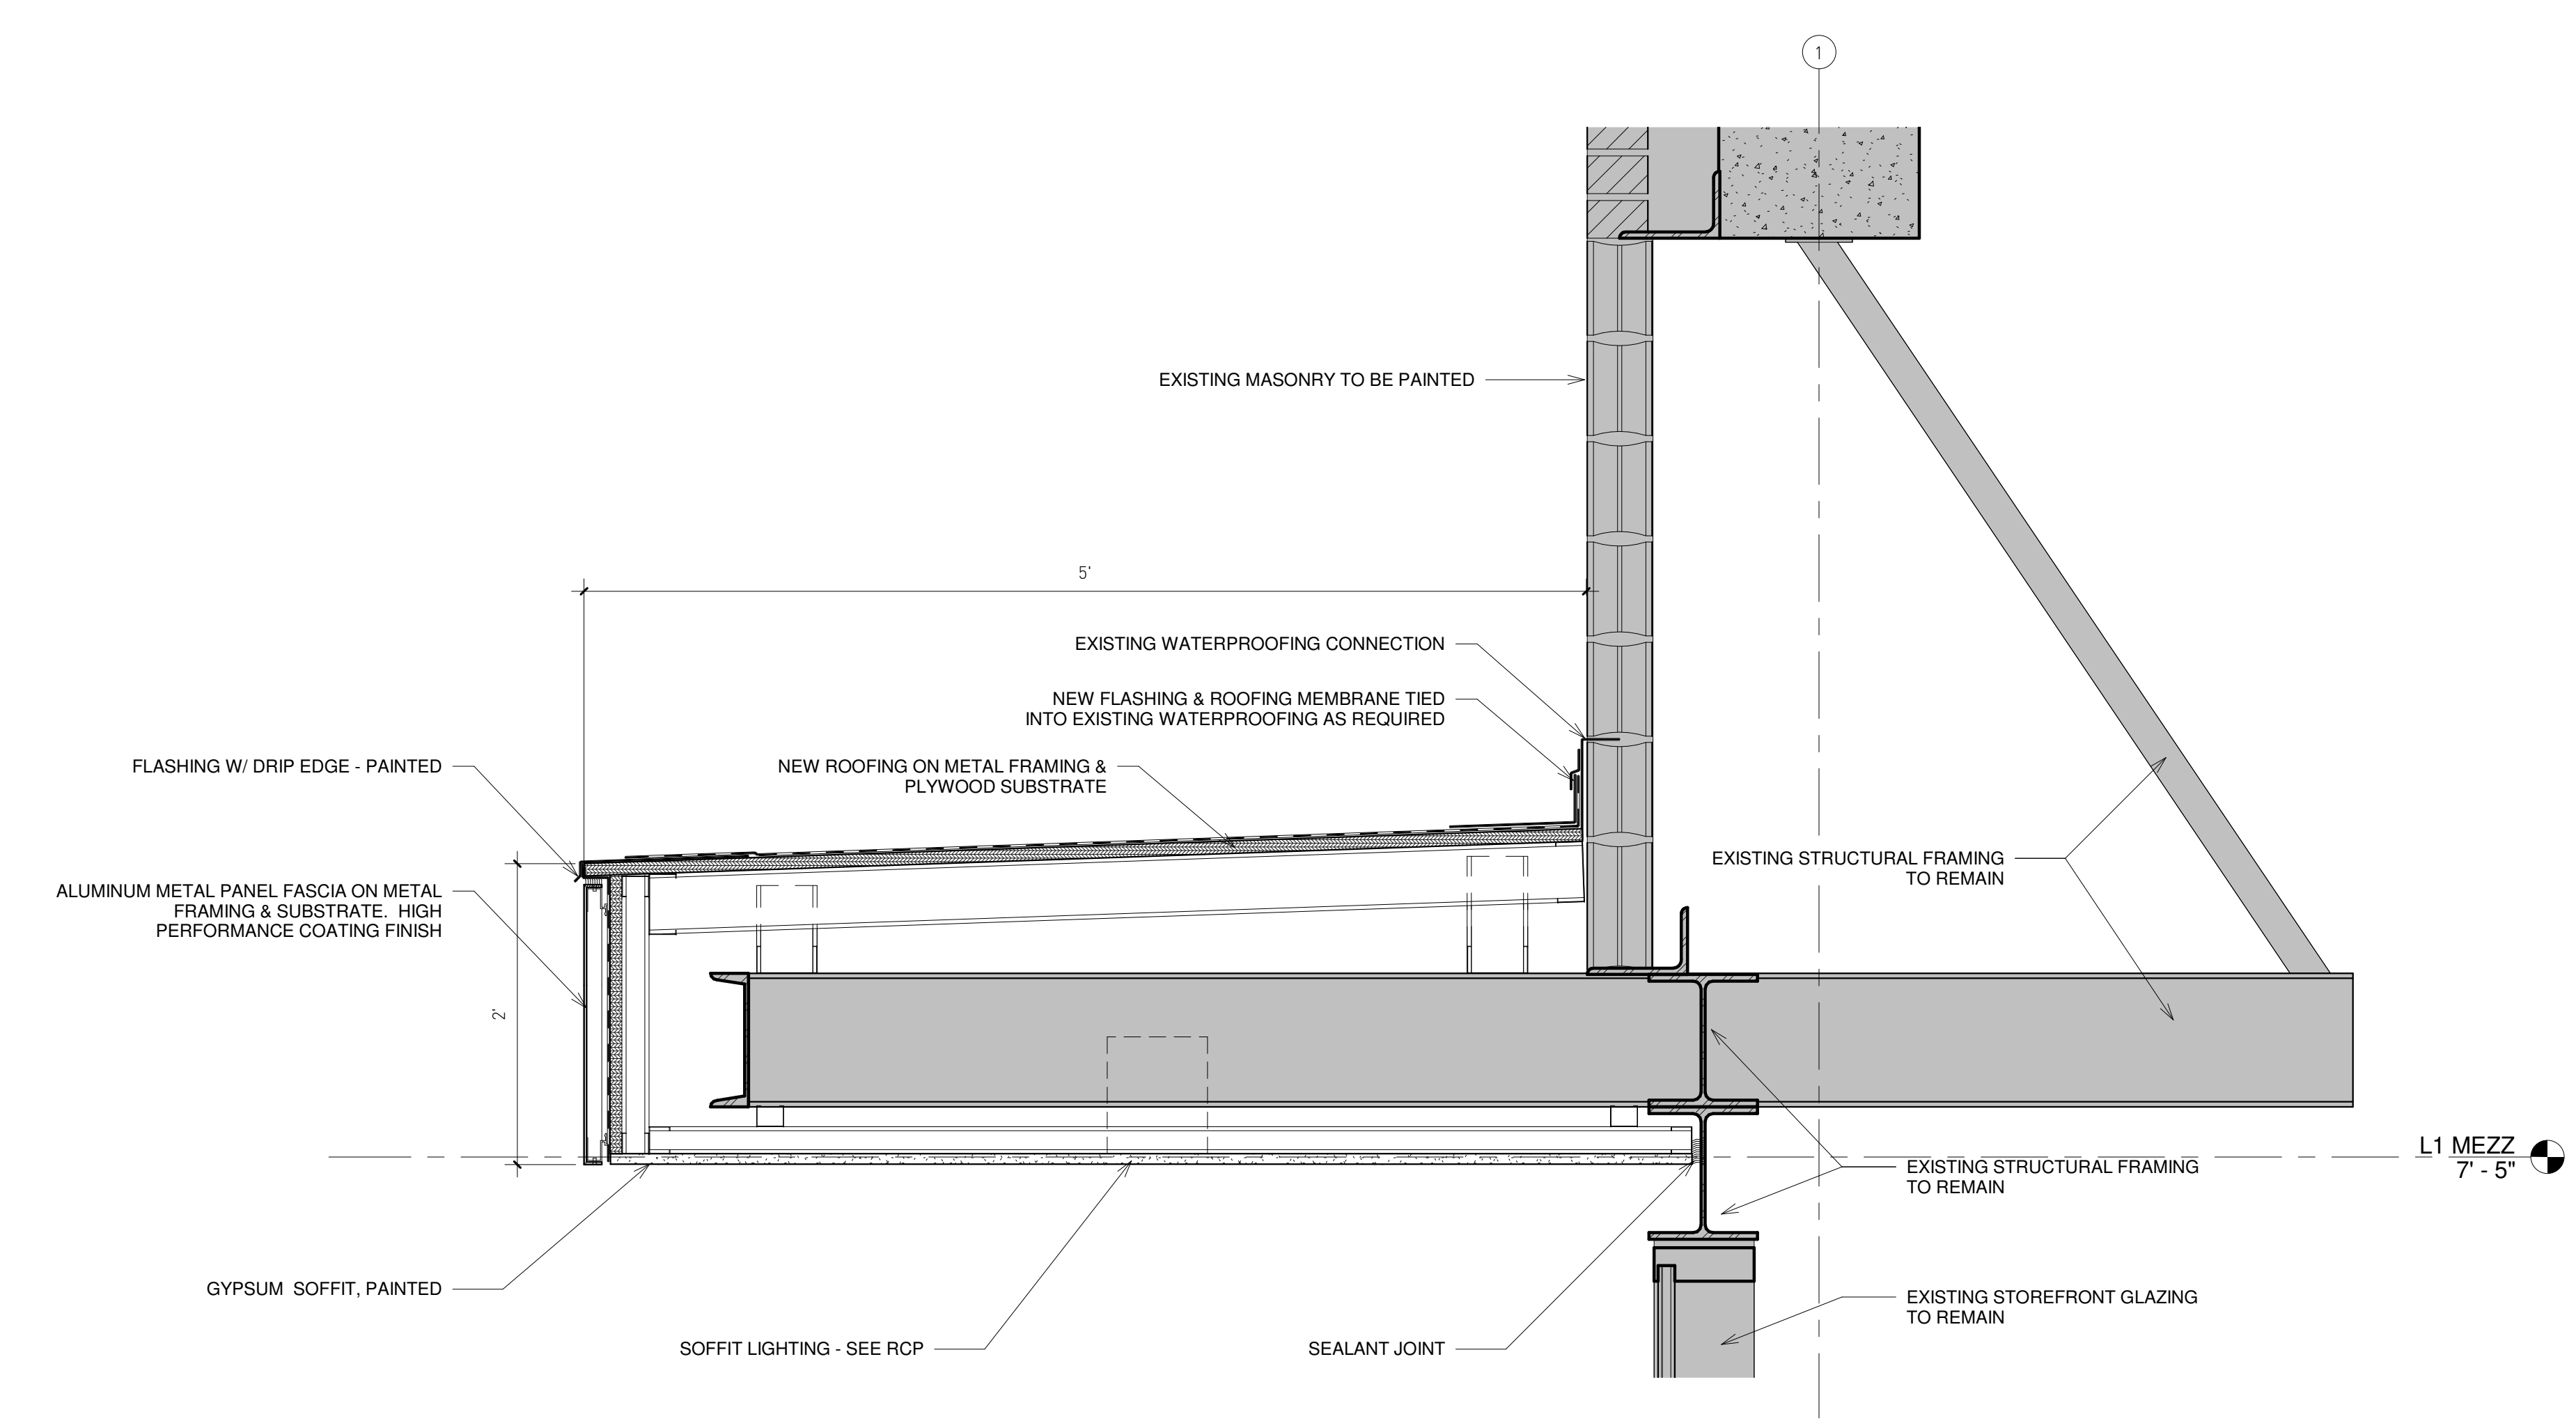 1
EXISTING MASONRY TO BE PAINTED
5'
EXISTING WATERPROOFING CONNECTION
NEW FLASHING & ROOFING MEMBRANE TIED
INTO EXISTING WATERPROOFING AS REQUIRED
FLASHING W/ DRIP EDGE - PAINTED
NEW ROOFING ON METAL FRAMING &
PLYWOOD SUBSTRATE
ALUMINUM METAL PANEL FASCIA ON METAL
FRAMING & SUBSTRATE.  HIGH
PERFORMANCE COATING FINISH
EXISTING STRUCTURAL FRAMING
TO REMAIN
2'
L1 MEZZ
7' - 5"
EXISTING STRUCTURAL FRAMING
TO REMAIN
GYPSUM  SOFFIT, PAINTED
EXISTING STOREFRONT GLAZING
TO REMAIN
SOFFIT LIGHTING - SEE RCP
SEALANT JOINT